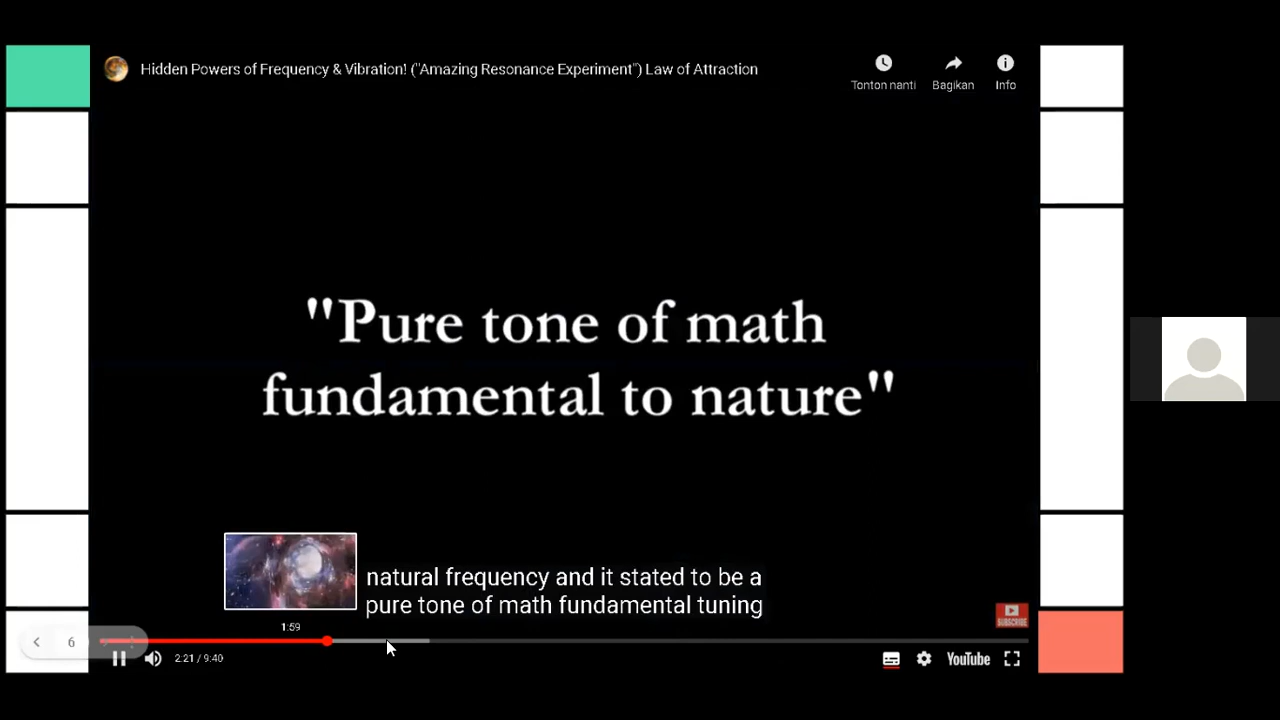 Hidden Powers of Frequency & Vibration! ("Amazing Resonance Experiment") Law of Attraction
Tonton nanti
Bagikan
Info
"Pure tone of math
fundamental to nature"
natural frequency and it stated to be a
pure tone of math fundamental tuning
SUBSCRIBE
1:59
6
2:21 / 9:40
YouTube